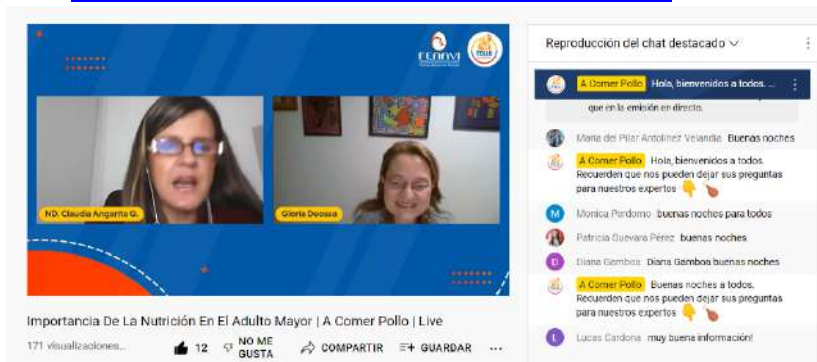 FENAVI
POLLO
ND. Claudia Angarita G.
Gloria Deossa
Importancia De La Nutrición En El Adulto Mayor | A Comer Pollo | Live
171 visualizaciones...
12
NO ME
GUSTA
COMPARTIR
GUARDAR
Reproducción del chat destacado
A Comer Pollo Hola, bienvenidos a todos. ...
que en la emisión en directo.
Maria del Pilar Antolinez Velandia Buenas noches
A Comer Pollo Hola, bienvenidos a todos.
Recuerden que nos pueden dejar sus preguntas
para nuestros expertos
M Monica Perdomo buenas noches para todos
Patricia Guevara Pérez buenas noches
D Diana Gamboa Diana Gamboa buenas noches
A Comer Pollo Buenas noches a todos.
Recuerden que nos pueden dejar sus preguntas
para nuestros expertos
L Lucas Cardona muy buena información!